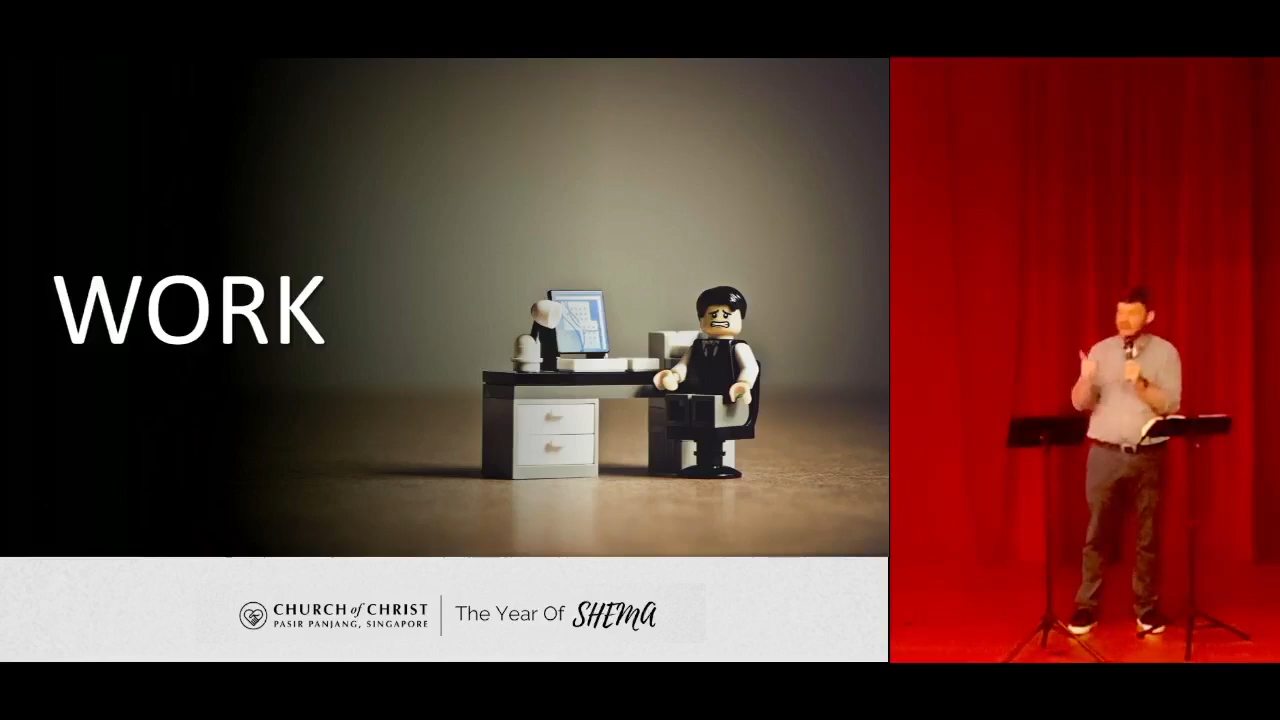 WORK
CHURCH of CHRIST
PASIR PANJANG, SINGAPORE
The Year Of SHEMA